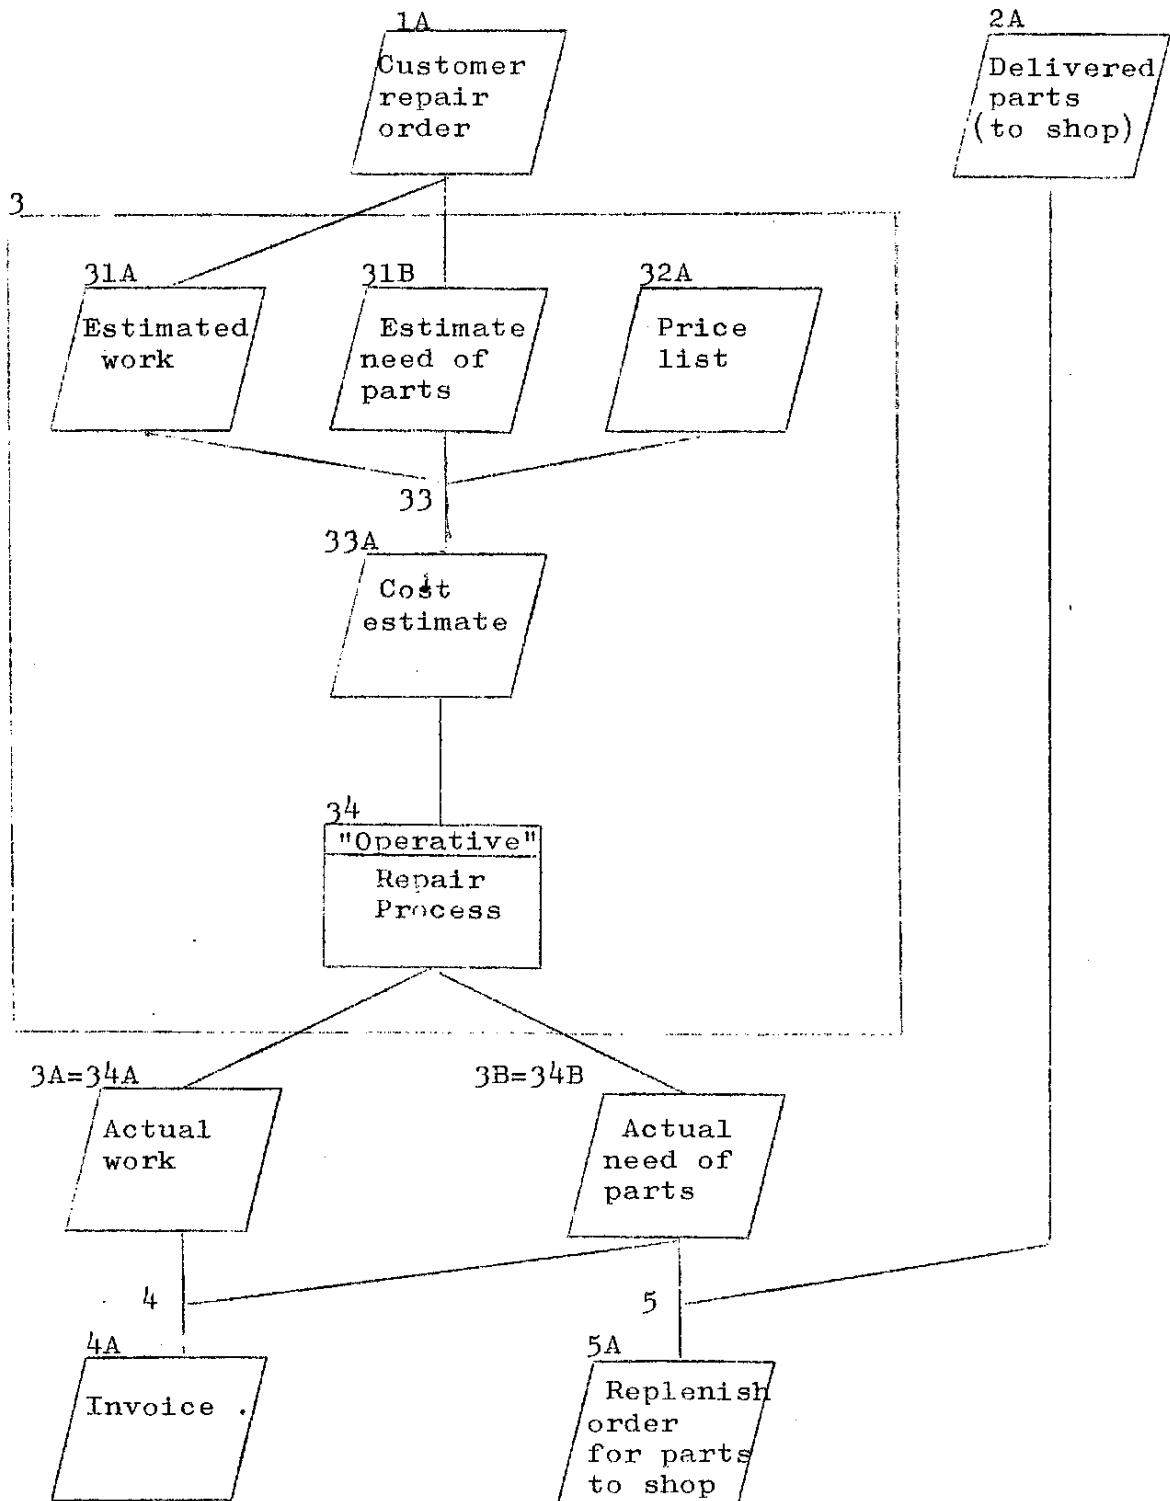 1A
Customer
repair
order
2A
Delivered
parts
(to shop)
3
31A
Estimated
work
31B
Estimate
need of
parts
32A
Price
list
33
33A
Cost
estimate
34
"Operative"
Repair
Process
3A=34A
Actual
work
3B=34B
Actual
need of
parts
4
4A
Invoice .
5
5A
Replenish
order
for parts
to shop